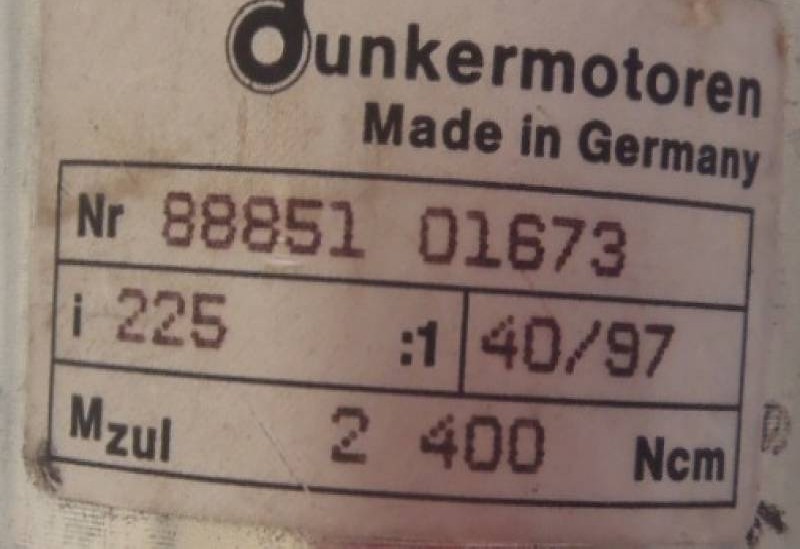 dunkermotoren
Made in Germany
Nr 88851 01673
i 225 :1 40/97
Mzul 2 400 Ncm